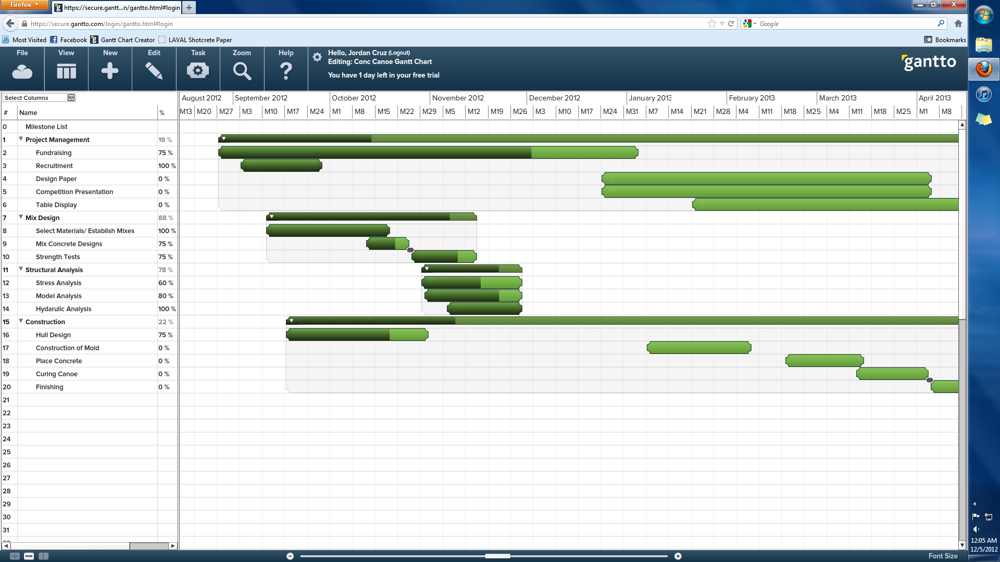 Firefox
https://secure.gantt...n/gantto.html#login
https://secure.gantto.com/login/gantto.html#login
Google
Most Visited Facebook Gantt Chart Creator LAVAL Shotcrete Paper Bookmarks
File View New Edit Task Zoom Help
Hello, Jordan Cruz (Logout)
Editing: Conc Canoe Gantt Chart
You have 1 day left in your free trial
gantto
Select Columns
August 2012 September 2012 October 2012 November 2012 December 2012 January 2013 February 2013 March 2013 April 2013
# Name %
M13 M20 M27 M3 M10 M17 M24 M1 M8 M15 M22 M29 M5 M12 M19 M26 M3 M10 M17 M24 M31 M7 M14 M21 M28 M4 M11 M18 M25 M4 M11 M18 M25 M1 M8
0 Milestone List
1 Project Management 19 %
2 Fundraising 75 %
3 Recruitment 100 %
4 Design Paper 0 %
5 Competition Presentation 0 %
6 Table Display 0 %
7 Mix Design 88 %
8 Select Materials/ Establish Mixes 100 %
9 Mix Concrete Designs 75 %
10 Strength Tests 75 %
11 Structural Analysis 78 %
12 Stress Analysis 60 %
13 Model Analysis 80 %
14 Hydarulic Analysis 100 %
15 Construction 22 %
16 Hull Design 75 %
17 Construction of Mold 0 %
18 Place Concrete 0 %
19 Curing Canoe 0 %
20 Finishing 0 %
21
22
23
24
25
26
27
28
29
30
31
12:05 AM
12/5/2012
Font Size